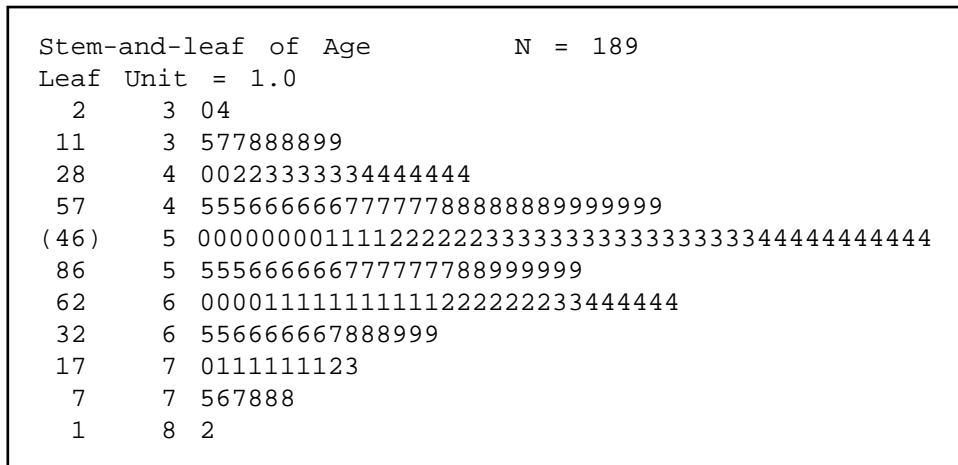 Stem-and-leaf of Age N = 189
Leaf Unit = 1.0
2 3 04
11 3 577888899
28 4 00223333334444444
57 4 55566666677777788888889999999
(46) 5 0000000011112222223333333333333333344444444444
86 5 555666666777777788999999
62 6 000011111111111222222233444444
32 6 556666667888999
17 7 0111111123
7 7 567888
1 8 2